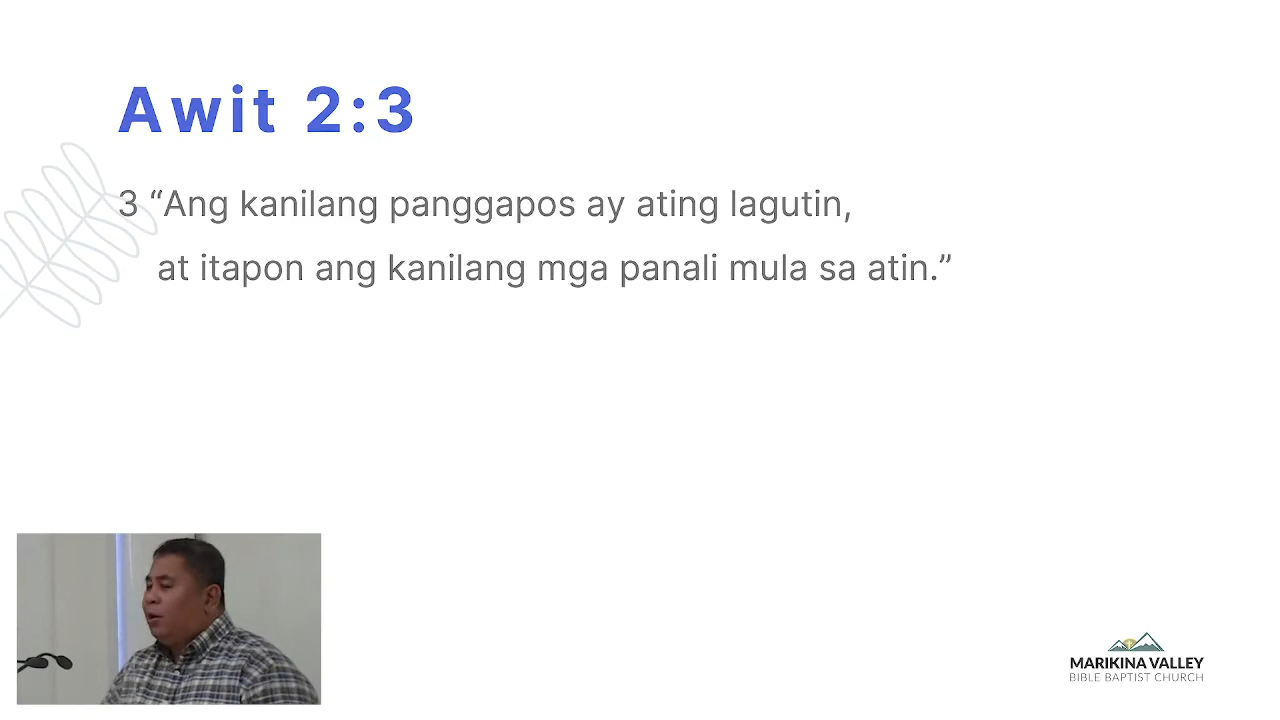 Awit 2:3
3 “Ang kanilang panggapos ay ating lagutin,
at itapon ang kanilang mga panali mula sa atin.”
MARIKINA VALLEY
BIBLE BAPTIST CHURCH